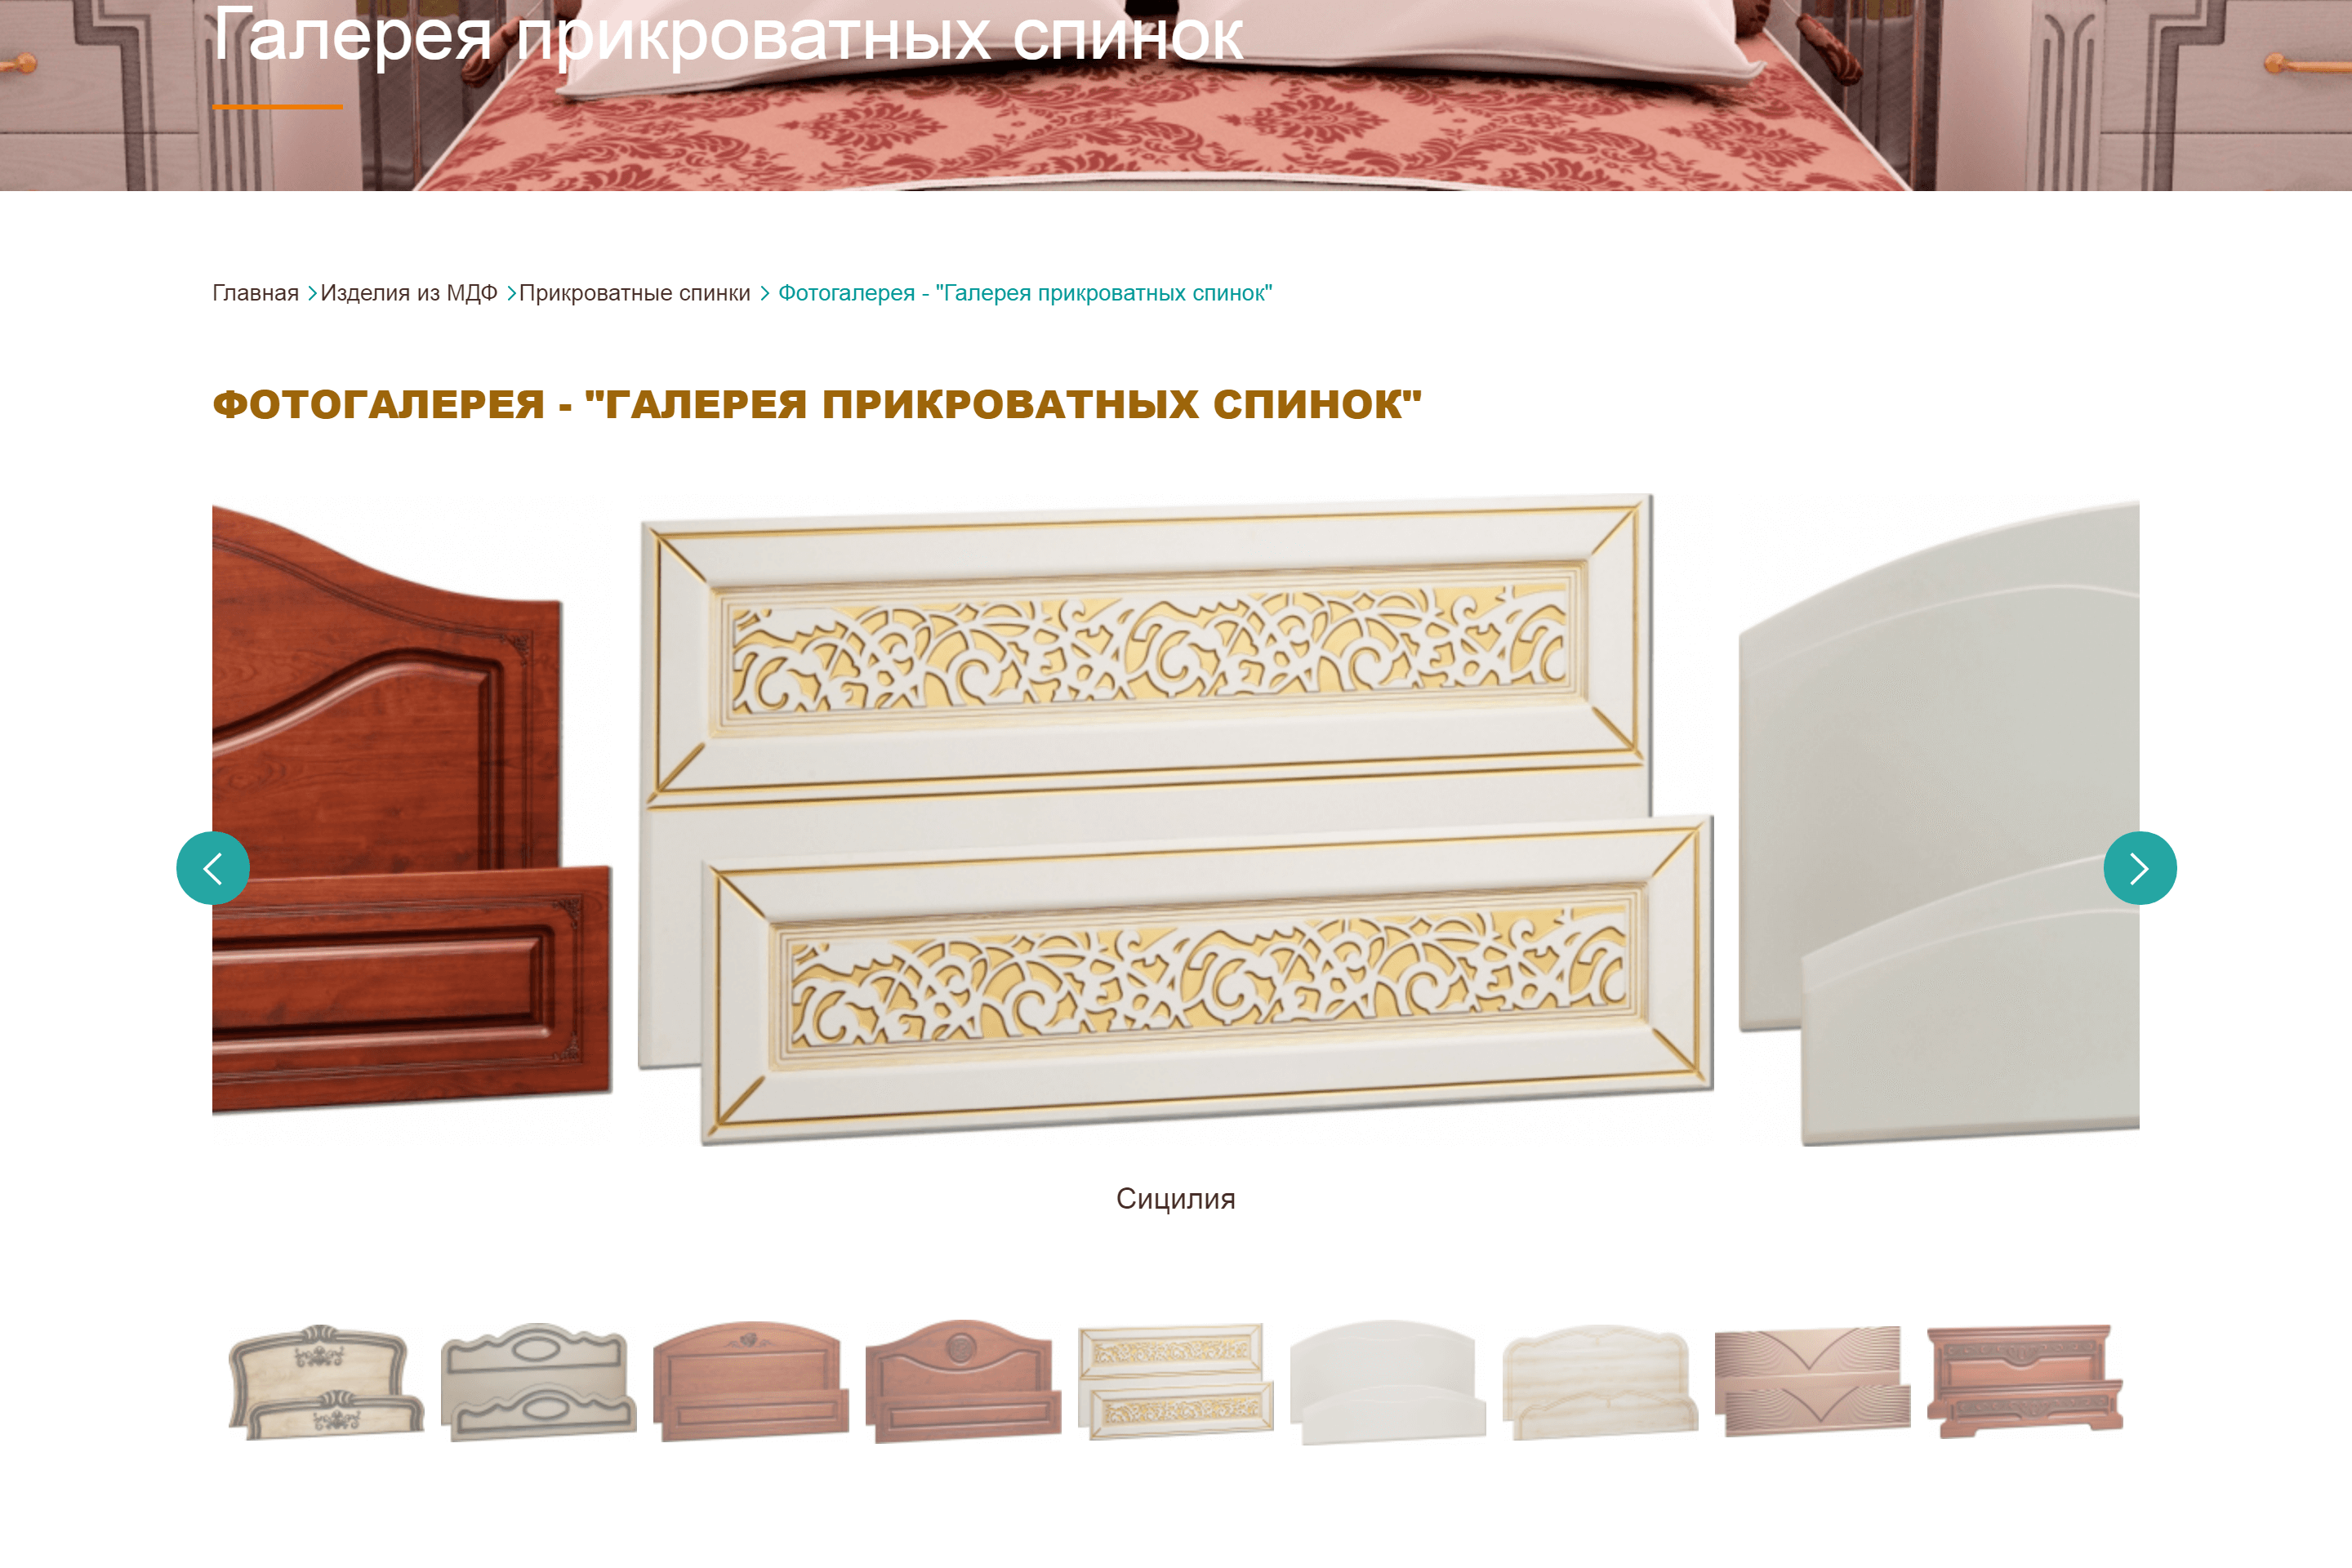 Галерея прикроватных спинок
Главная Изделия из МДФ Прикроватные спинки Фотогалерея - "Галерея прикроватных спинок"
ФОТОГАЛЕРЕЯ - "ГАЛЕРЕЯ ПРИКРОВАТНЫХ СПИНОК"
Сицилия